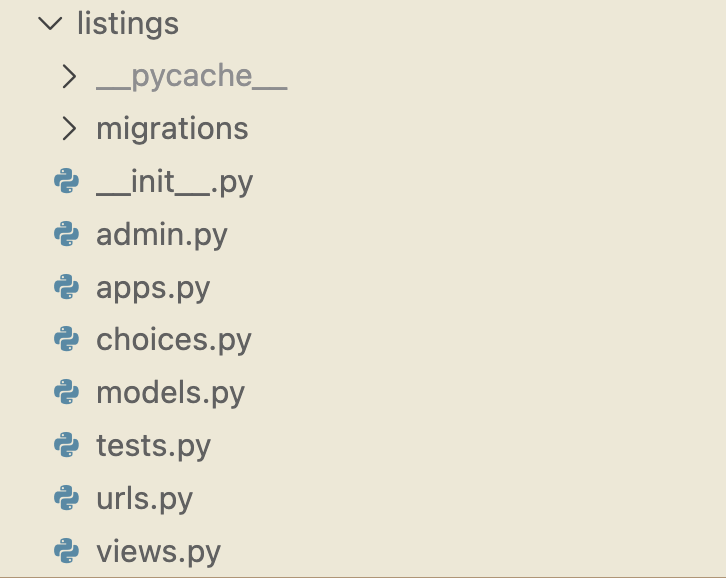 listings
__pycache__
migrations
__init__.py
admin.py
apps.py
choices.py
models.py
tests.py
urls.py
views.py